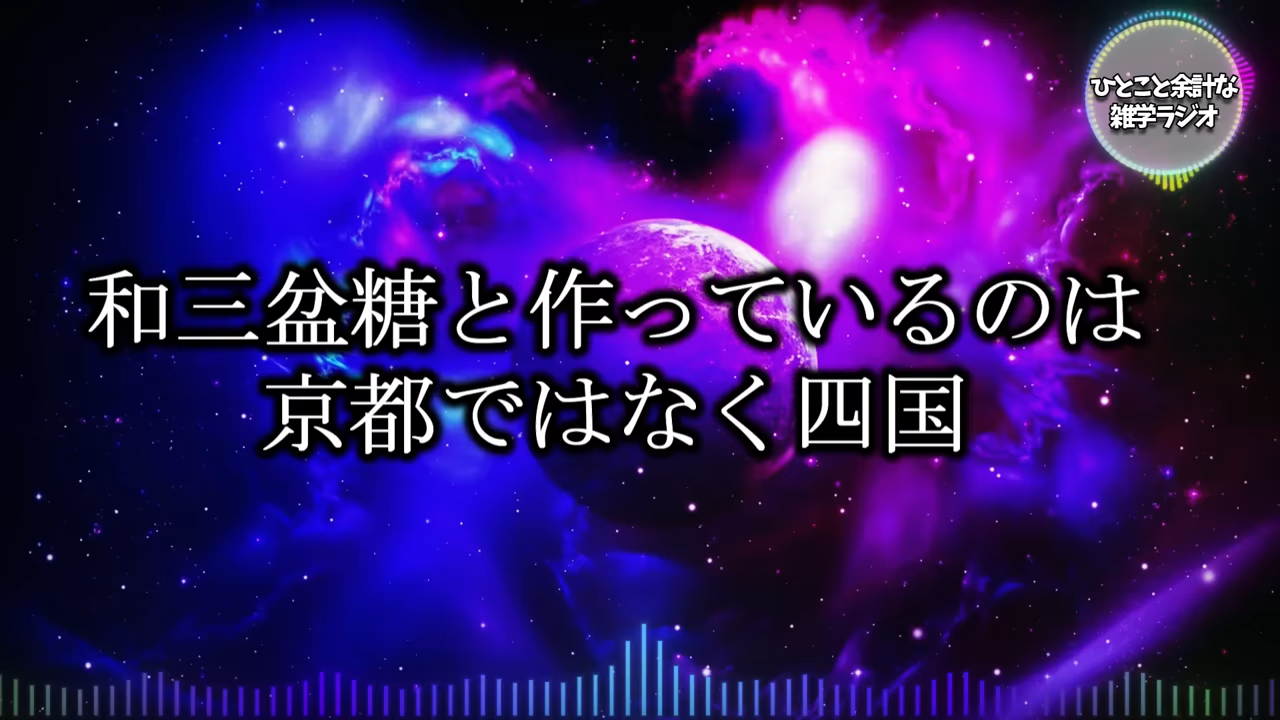 ひとこと余計な
雑学ラジオ
和三盆糖と作っているのは
京都ではなく四国